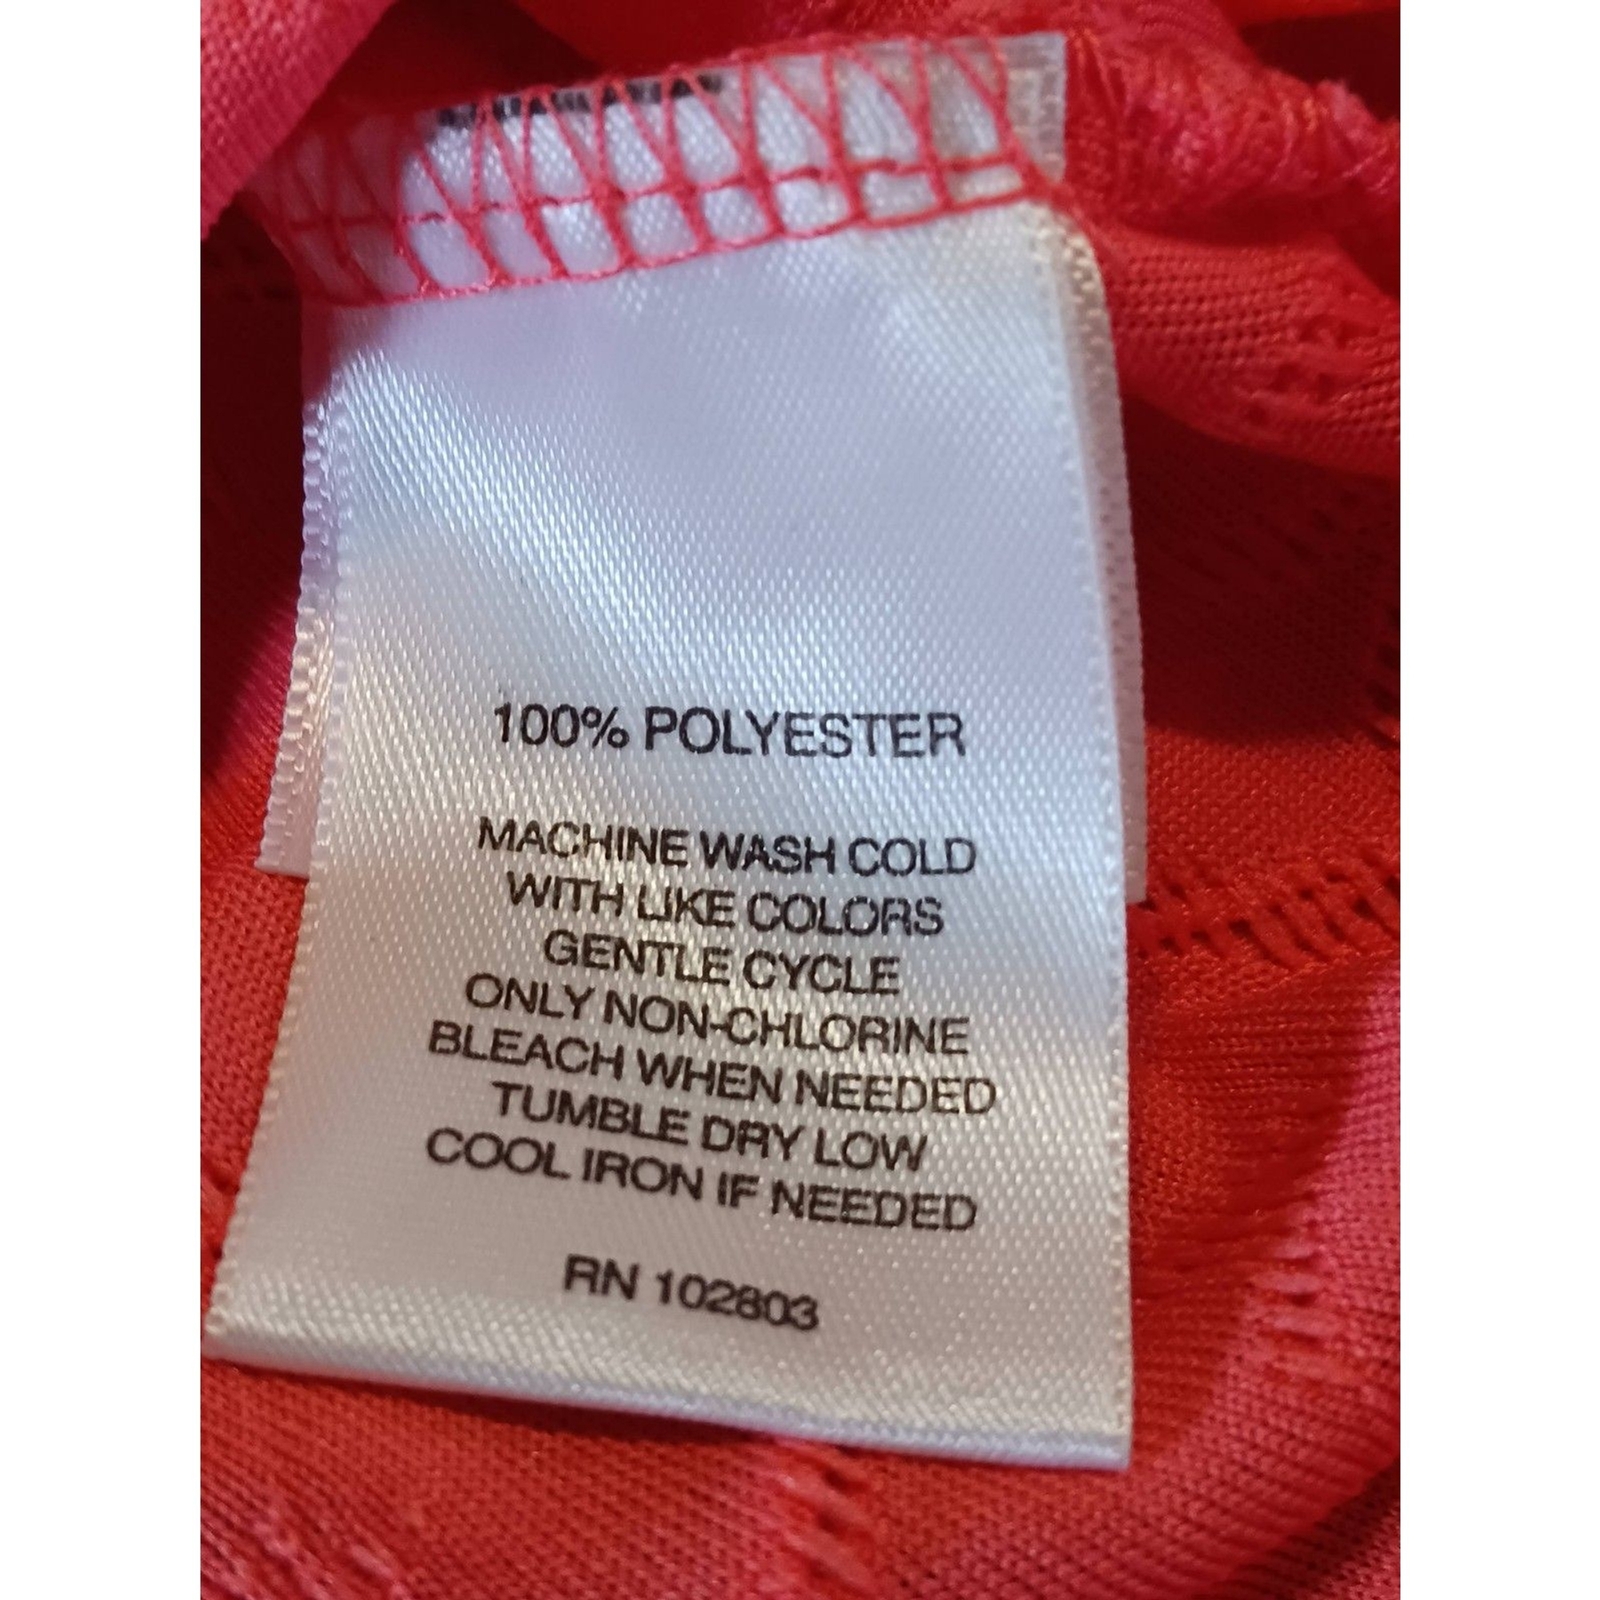 100% POLYESTER
MACHINE WASH COLD
WITH LIKE COLORS
GENTLE CYCLE
ONLY NON-CHLORINE
BLEACH WHEN NEEDED
TUMBLE DRY LOW
COOL IRON IF NEEDED
RN 102803